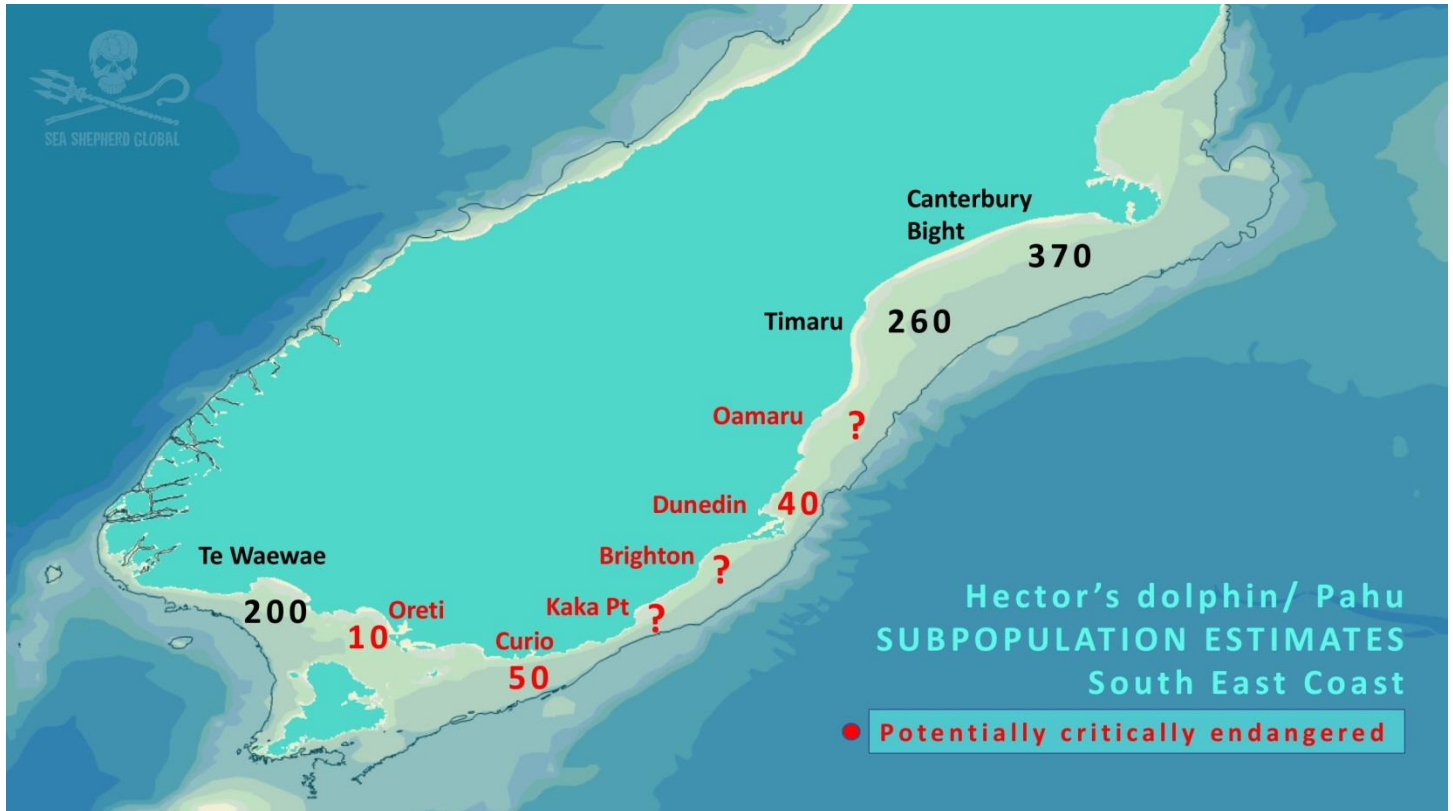 SEA SHEPHERD GLOBAL
Canterbury
Bight
370
Timaru
260
Oamaru
?
Dunedin
40
Brighton
?
Te Waewae
200
Oreti
10
Kaka Pt
?
Curio
50
Hector's dolphin/ Pahu
SUBPOPULATION ESTIMATES
South East Coast
Potentially critically endangered